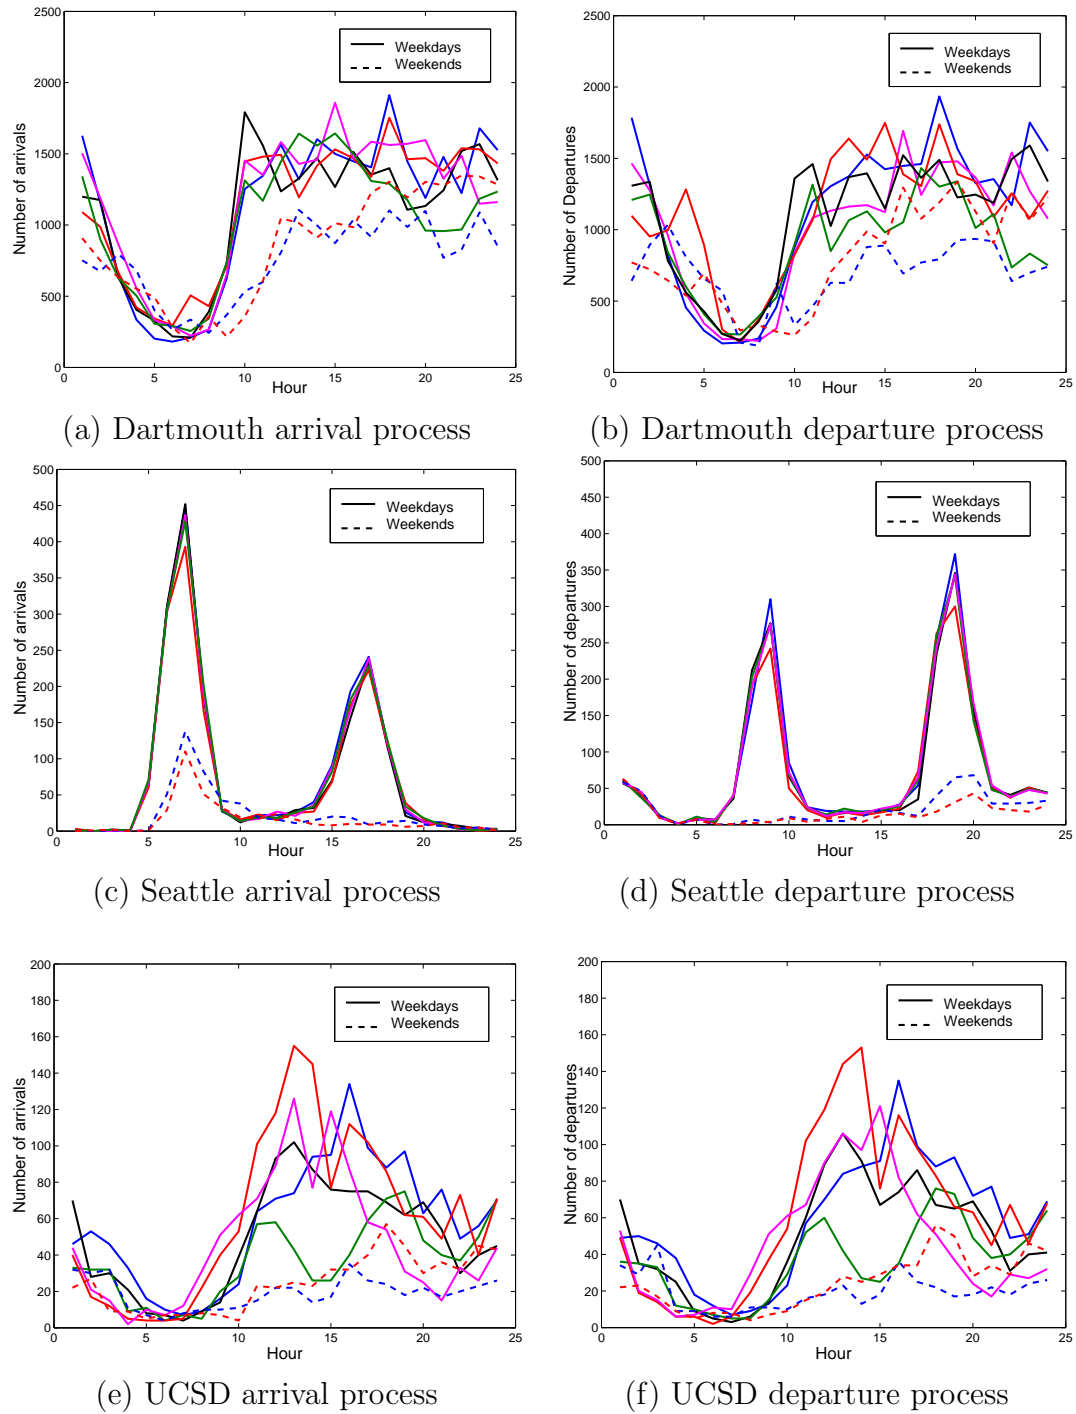 2500
2000
1500
1000
500
0
0 5 10 15 20 25
Number of arrivals
Hour
Weekdays
Weekends
(a) Dartmouth arrival process
2500
2000
1500
1000
500
0
0 5 10 15 20 25
Number of Departures
Hour
Weekdays
Weekends
(b) Dartmouth departure process
500
450
400
350
300
250
200
150
100
50
0
0 5 10 15 20 25
Number of arrivals
Hour
Weekdays
Weekends
(c) Seattle arrival process
500
450
400
350
300
250
200
150
100
50
0
0 5 10 15 20 25
Number of departures
Hour
Weekdays
Weekends
(d) Seattle departure process
200
180
160
140
120
100
80
60
40
20
0
0 5 10 15 20 25
Number of arrivals
Hour
Weekdays
Weekends
(e) UCSD arrival process
200
180
160
140
120
100
80
60
40
20
0
0 5 10 15 20 25
Number of departures
Hour
Weekdays
Weekends
(f) UCSD departure process